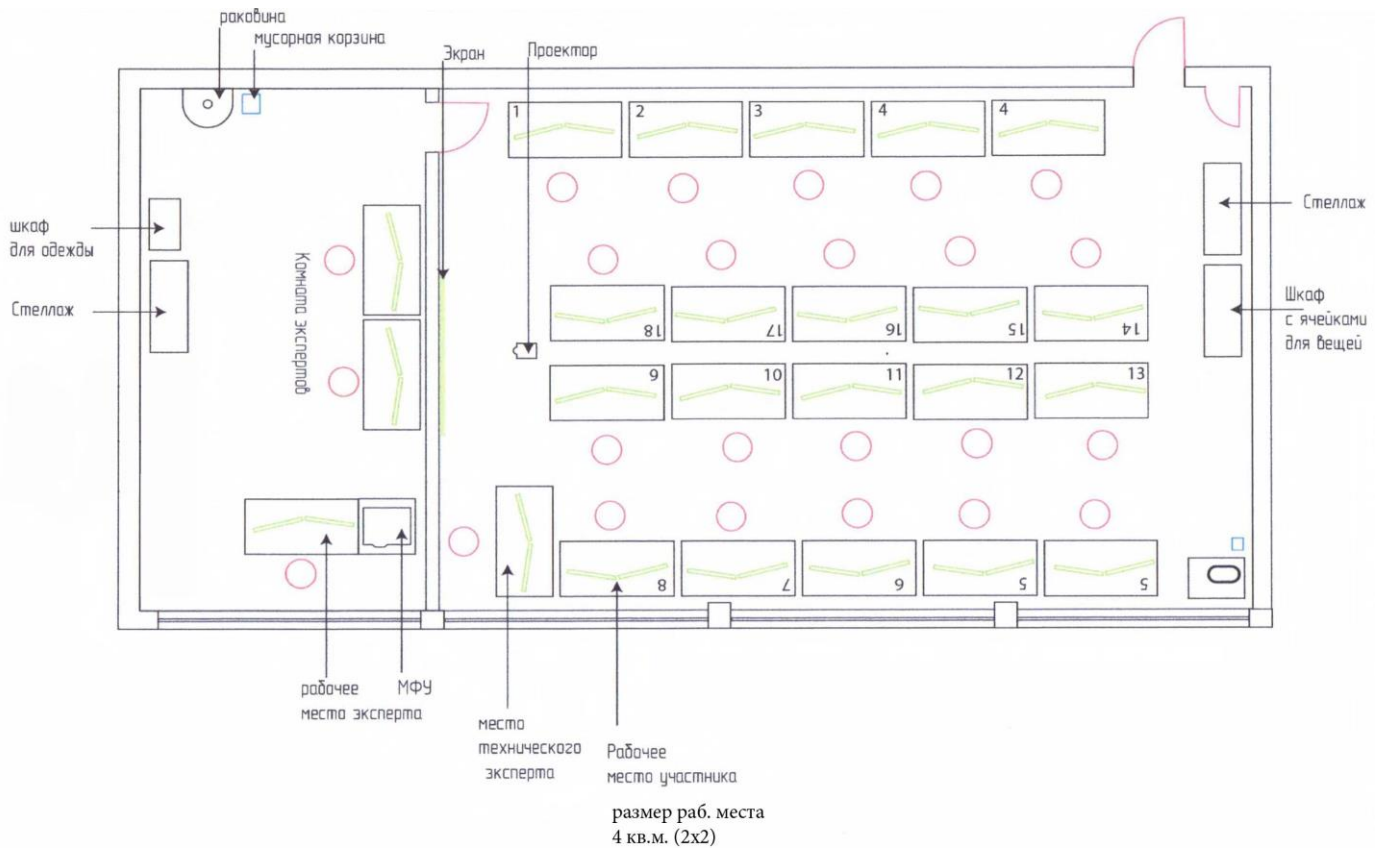 раковина
мусорная корзина
Экран
Проектор
1
2
3
4
4
шкаф
для одежды
Стеллаж
Комната экспертов
Стеллаж
Шкаф
с ячейками
для вещей
18
17
16
15
14
9
10
11
12
13
8
7
6
5
5
рабочее
место эксперта
МФУ
место
технического
эксперта
Рабочее
место участника
размер раб. места
4 кв.м. (2x2)